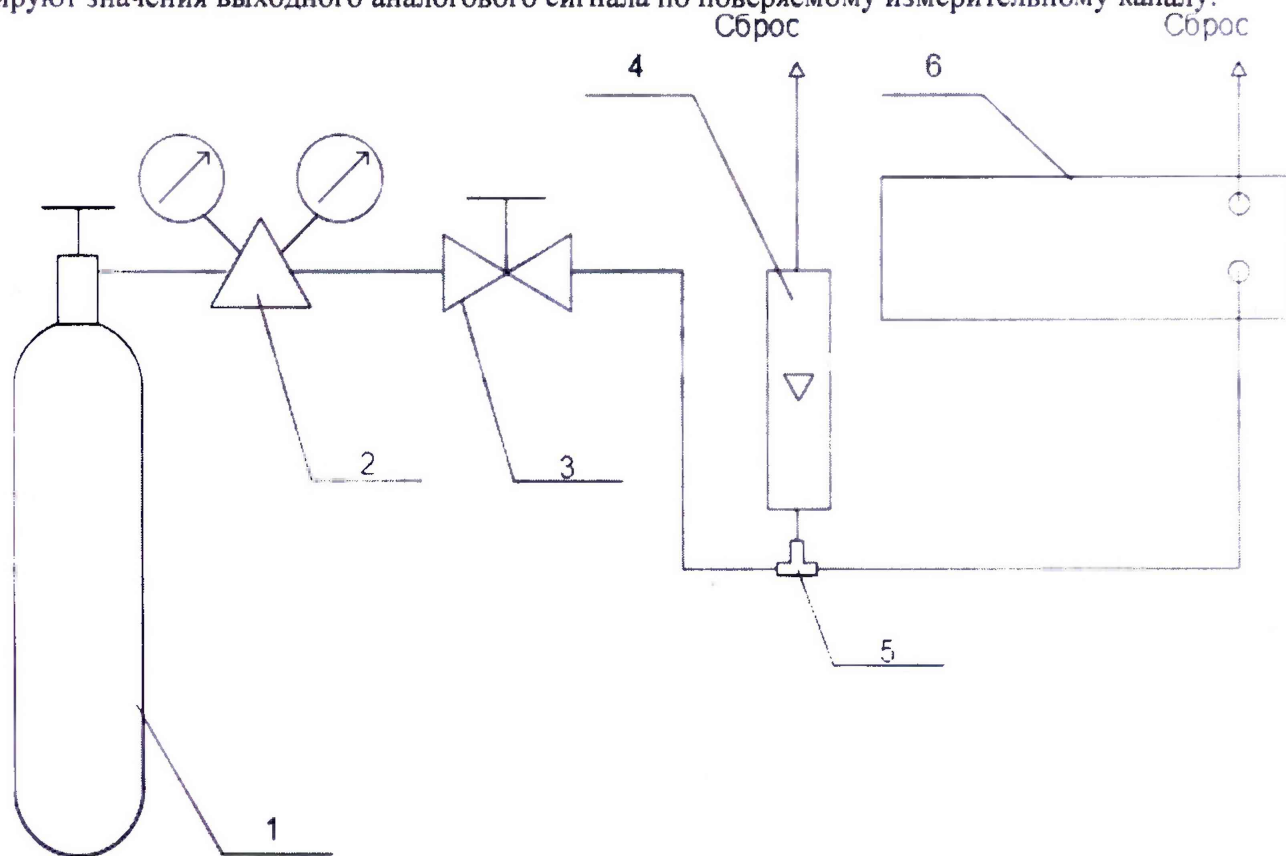 ируют значения выходного аналогового сигнала по поверяемому измерительному каналу.
Сброс
Сброс
4
6
2
3
5
1